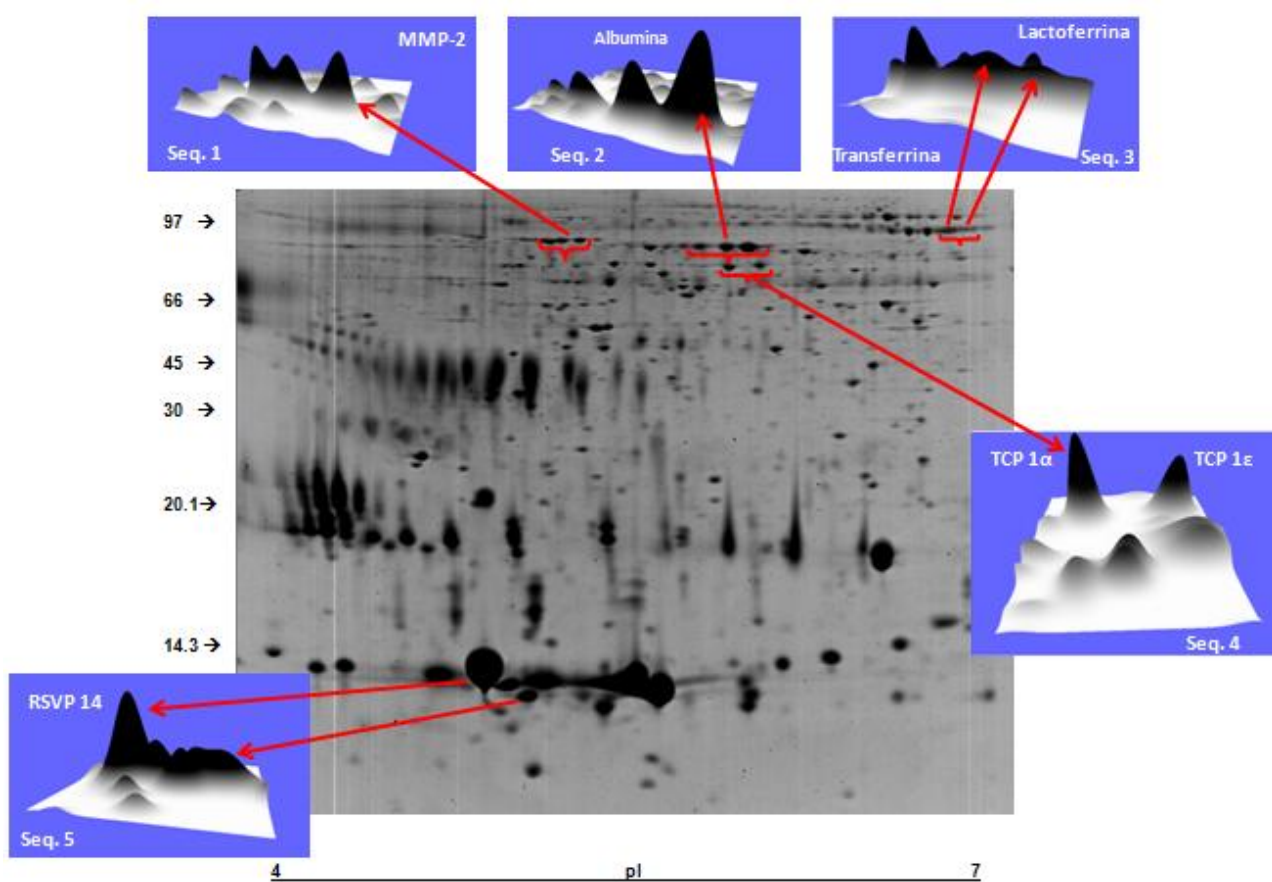 MMP-2
Seq. 1
Albumina
Seq. 2
Lactoferrina
Transferrina
Seq. 3
97 →
66 →
45 →
30 →
20.1→
14.3→
TCP 1α
TCP 1ε
Seq. 4
RSVP 14
Seq. 5
4 pI 7